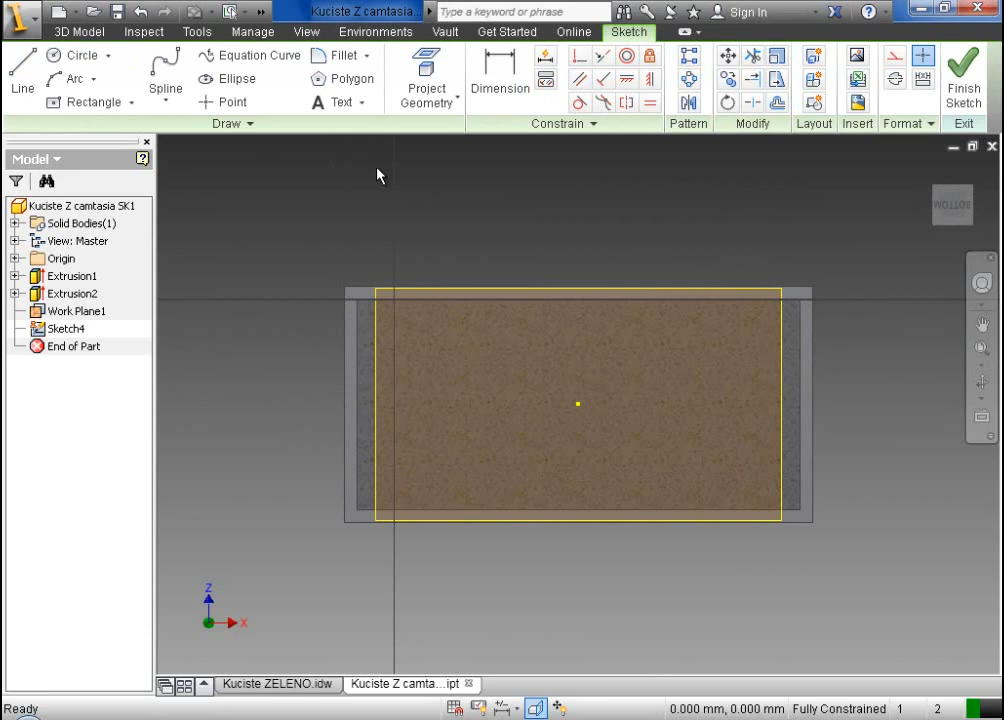 Kuciste Z camtasia...
Type a keyword or phrase
Sign In
3D Model
Inspect
Tools
Manage
View
Environments
Vault
Get Started
Online
Sketch
Line
Circle
Arc
Rectangle
Spline
Equation Curve
Ellipse
Point
Fillet
Polygon
Text
Project
Geometry
Dimension
Finish
Sketch
Draw
Constrain
Pattern
Modify
Layout
Insert
Format
Exit
Model
Kuciste Z camtasia SK1
Solid Bodies(1)
View: Master
Origin
Extrusion1
Extrusion2
Work Plane1
Sketch4
End of Part
BOTTOM
Z
X
Kuciste ZELENO.idw
Kuciste Z camta...ipt
Ready
0.000 mm, 0.000 mm
Fully Constrained
1
2